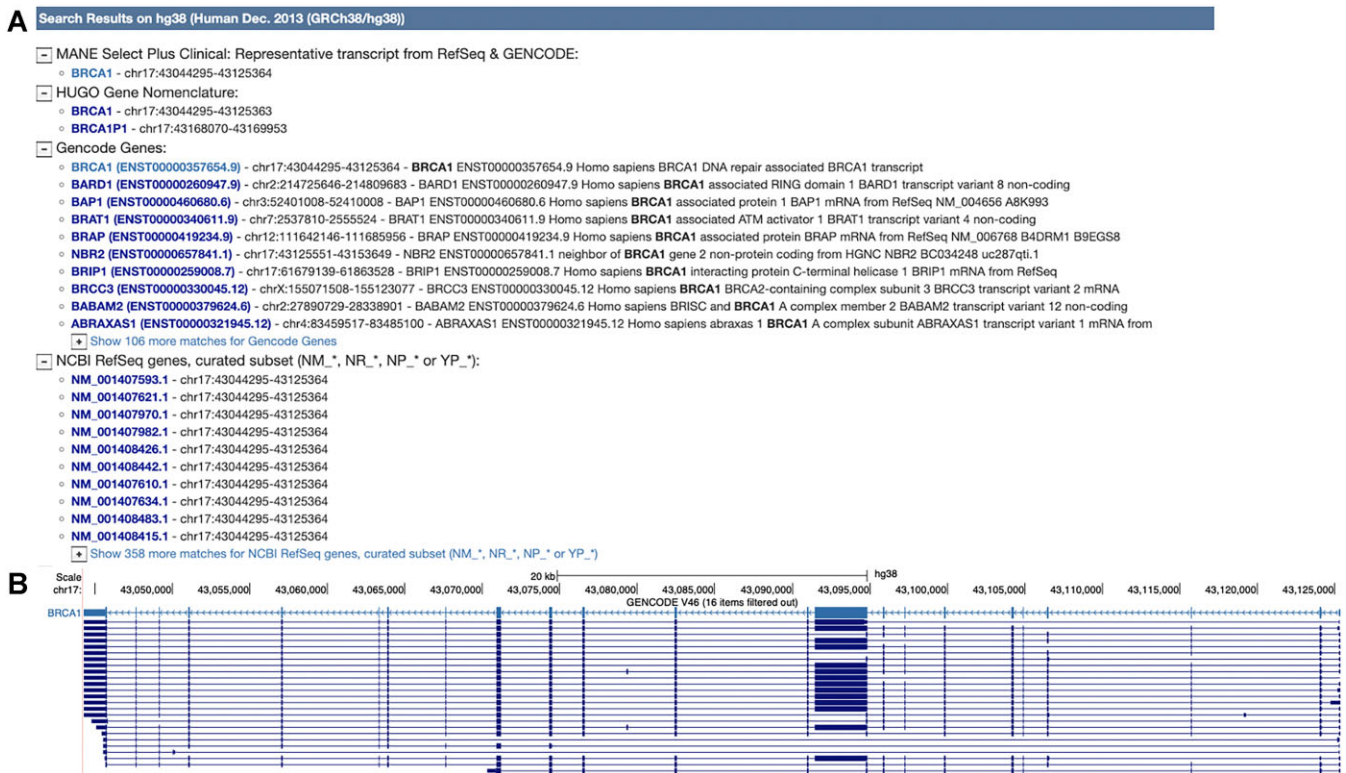 A
Search Results on hg38 (Human Dec. 2013 (GRCh38/hg38))
- MANE Select Plus Clinical: Representative transcript from RefSeq & GENCODE:
BRCA1 - chr17:43044295-43125364
- HUGO Gene Nomenclature:
BRCA1 - chr17:43044295-43125363
BRCA1P1 - chr17:43168070-43169953
- Gencode Genes:
BRCA1 (ENST00000357654.9) - chr17:43044295-43125364 - BRCA1 ENST00000357654.9 Homo sapiens BRCA1 DNA repair associated BRCA1 transcript
BARD1 (ENST00000260947.9) - chr2:214725646-214809683 - BARD1 ENST00000260947.9 Homo sapiens BRCA1 associated RING domain 1 BARD1 transcript variant 8 non-coding
BAP1 (ENST00000460680.6) - chr3:52401008-52410008 - BAP1 ENST00000460680.6 Homo sapiens BRCA1 associated protein 1 BAP1 mRNA from RefSeq NM_004656 A8K993
BRAT1 (ENST00000340611.9) - chr7:2537810-2555524 - BRAT1 ENST00000340611.9 Homo sapiens BRCA1 associated ATM activator 1 BRAT1 transcript variant 4 non-coding
BRAP (ENST00000419234.9) - chr12:111642146-111685956 - BRAP ENST00000419234.9 Homo sapiens BRCA1 associated protein BRAP mRNA from RefSeq NM_006768 B4DRM1 B9EGS8
NBR2 (ENST00000657841.1) - chr17:43125551-43153649 - NBR2 ENST00000657841.1 neighbor of BRCA1 gene 2 non-protein coding from HGNC NBR2 BC034248 uc287qti.1
BRIP1 (ENST00000259008.7) - chr17:61679139-61863528 - BRIP1 ENST00000259008.7 Homo sapiens BRCA1 interacting protein C-terminal helicase 1 BRIP1 mRNA from RefSeq
BRCC3 (ENST00000330045.12) - chrX:155071508-155123077 - BRCC3 ENST00000330045.12 Homo sapiens BRCA1 BRCA2-containing complex subunit 3 BRCC3 transcript variant 2 mRNA
BABAM2 (ENST00000379624.6) - chr2:27890729-28338901 - BABAM2 ENST00000379624.6 Homo sapiens BRISC and BRCA1 A complex member 2 BABAM2 transcript variant 12 non-coding
ABRAXAS1 (ENST00000321945.12) - chr4:83459517-83485100 - ABRAXAS1 ENST00000321945.12 Homo sapiens abraxas 1 BRCA1 A complex subunit ABRAXAS1 transcript variant 1 mRNA from
+ Show 106 more matches for Gencode Genes
- NCBI RefSeq genes, curated subset (NM_*, NR_*, NP_* or YP_*):
NM_001407593.1 - chr17:43044295-43125364
NM_001407621.1 - chr17:43044295-43125364
NM_001407970.1 - chr17:43044295-43125364
NM_001407982.1 - chr17:43044295-43125364
NM_001408426.1 - chr17:43044295-43125364
NM_001408442.1 - chr17:43044295-43125364
NM_001407610.1 - chr17:43044295-43125364
NM_001407634.1 - chr17:43044295-43125364
NM_001408483.1 - chr17:43044295-43125364
NM_001408415.1 - chr17:43044295-43125364
+ Show 358 more matches for NCBI RefSeq genes, curated subset (NM_*, NR_*, NP_* or YP_*)
B
Scale 20 kb hg38
chr17: 43,050,000 43,055,000 43,060,000 43,065,000 43,070,000 43,075,000 43,080,000 43,085,000 43,090,000 43,095,000 43,100,000 43,105,000 43,110,000 43,115,000 43,120,000 43,125,000
GENCODE V46 (16 items filtered out)
BRCA1